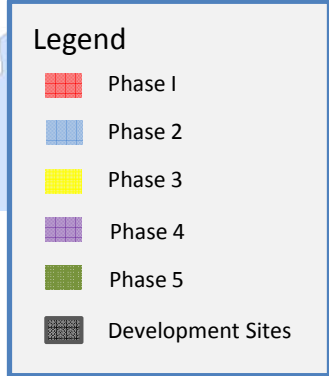 Legend
Phase I
Phase 2
Phase 3
Phase 4
Phase 5
Development Sites